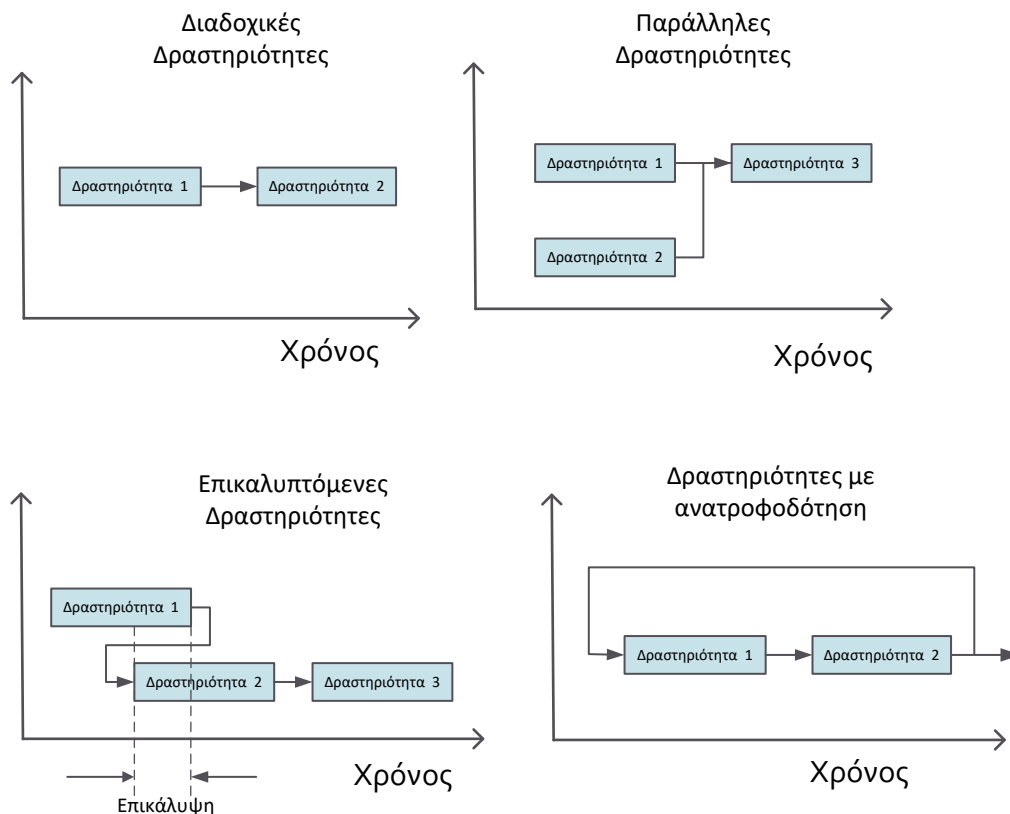 Διαδοχικές
Δραστηριότητες
Δραστηριότητα 1
Δραστηριότητα 2
Χρόνος
Παράλληλες
Δραστηριότητες
Δραστηριότητα 1
Δραστηριότητα 3
Δραστηριότητα 2
Χρόνος
Επικαλυπτόμενες
Δραστηριότητες
Δραστηριότητα 1
Δραστηριότητα 2
Δραστηριότητα 3
Χρόνος
Επικάλυψη
Δραστηριότητες με
ανατροφοδότηση
Δραστηριότητα 1
Δραστηριότητα 2
Χρόνος